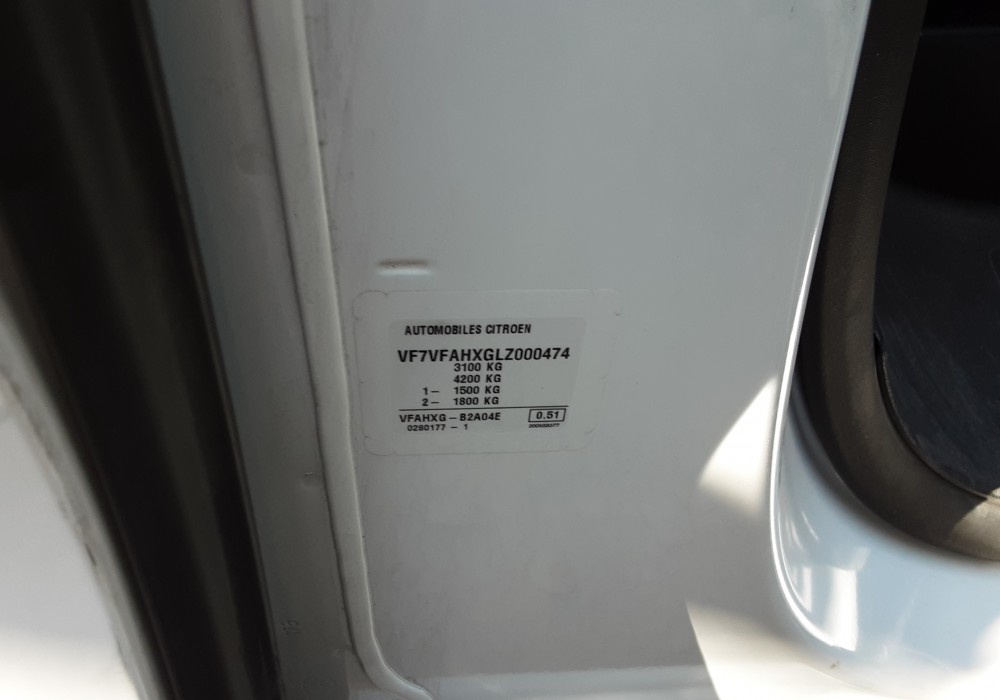 AUTOMOBILES CITROEN
VF7VFAHXGLZ000474
3100 KG
4200 KG
1 - 1500 KG
2 - 1800 KG
VFAHXG - B2A04E 0.51
0280177 - 1